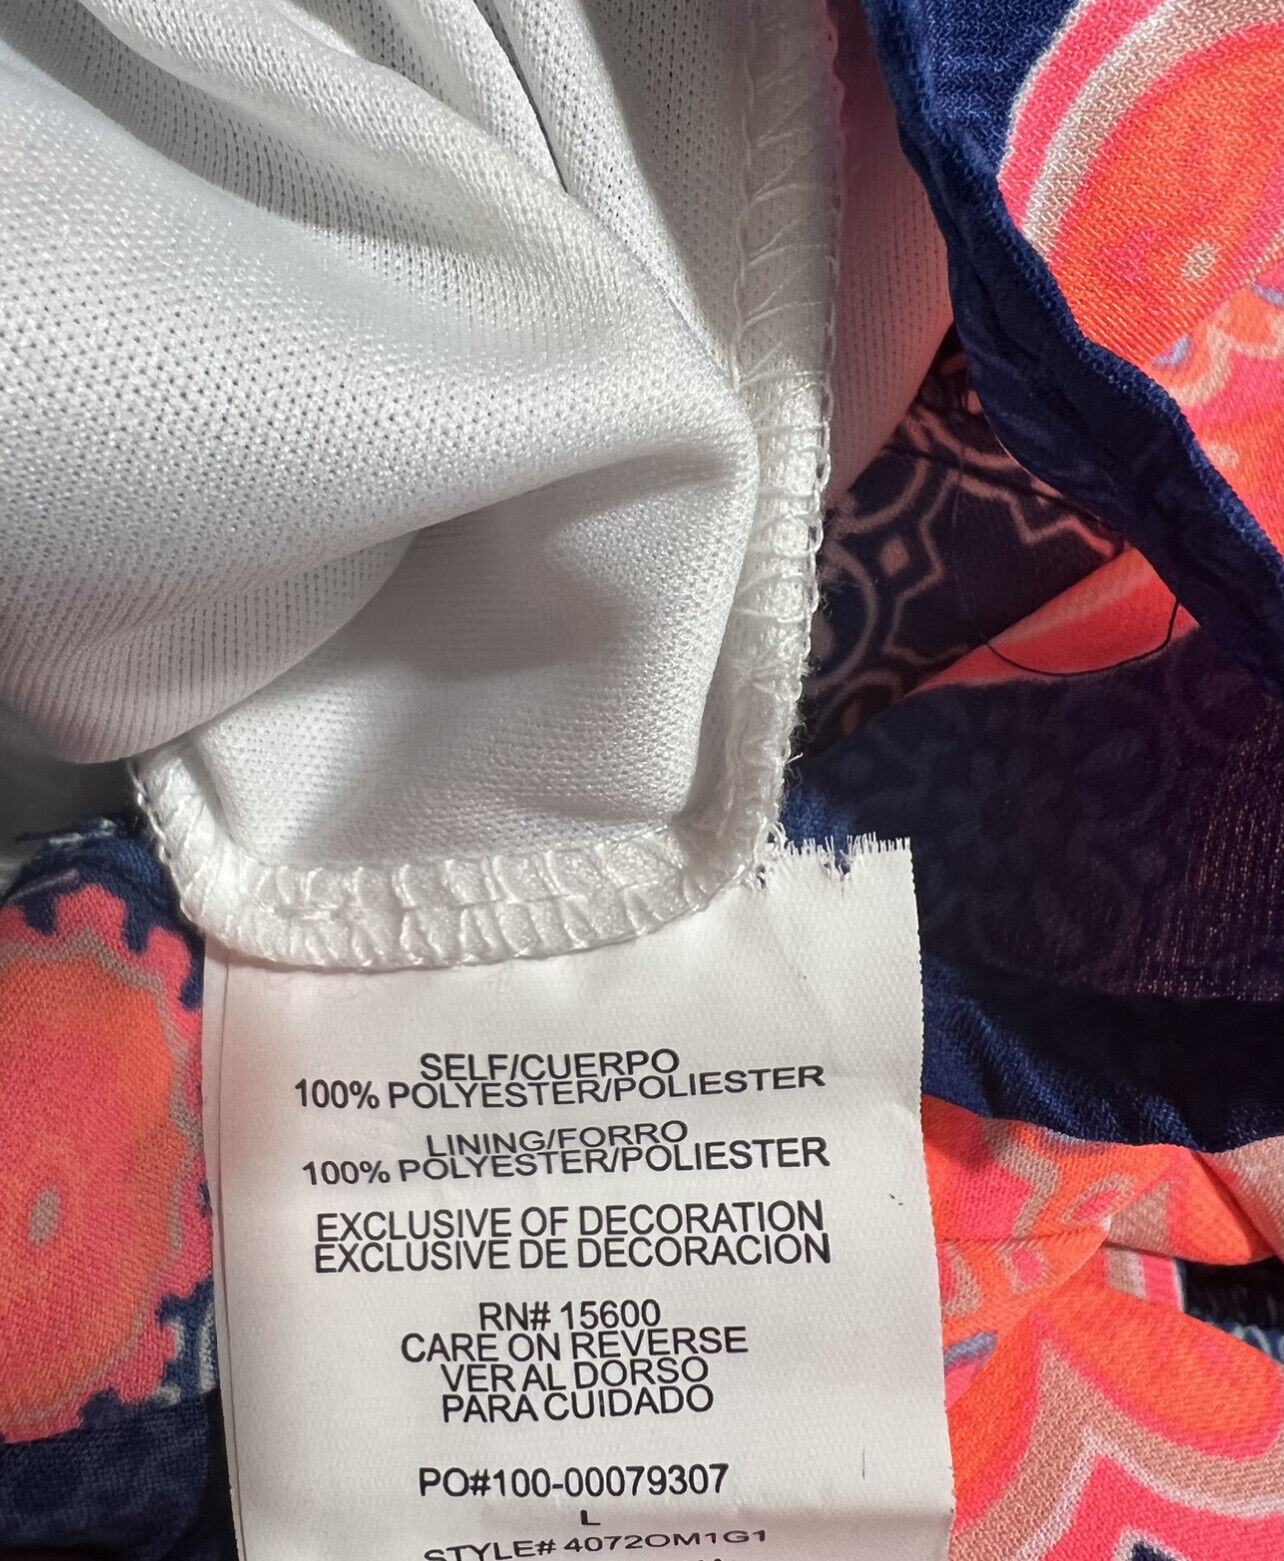 SELF/CUERPO
100% POLYESTER/POLIESTER
LINING/FORRO
100% POLYESTER/POLIESTER
EXCLUSIVE OF DECORATION
EXCLUSIVE DE DECORACION
RN# 15600
CARE ON REVERSE
VER AL DORSO
PARA CUIDADO
PO#100-00079307
L
STYLE# 4072OM1G1